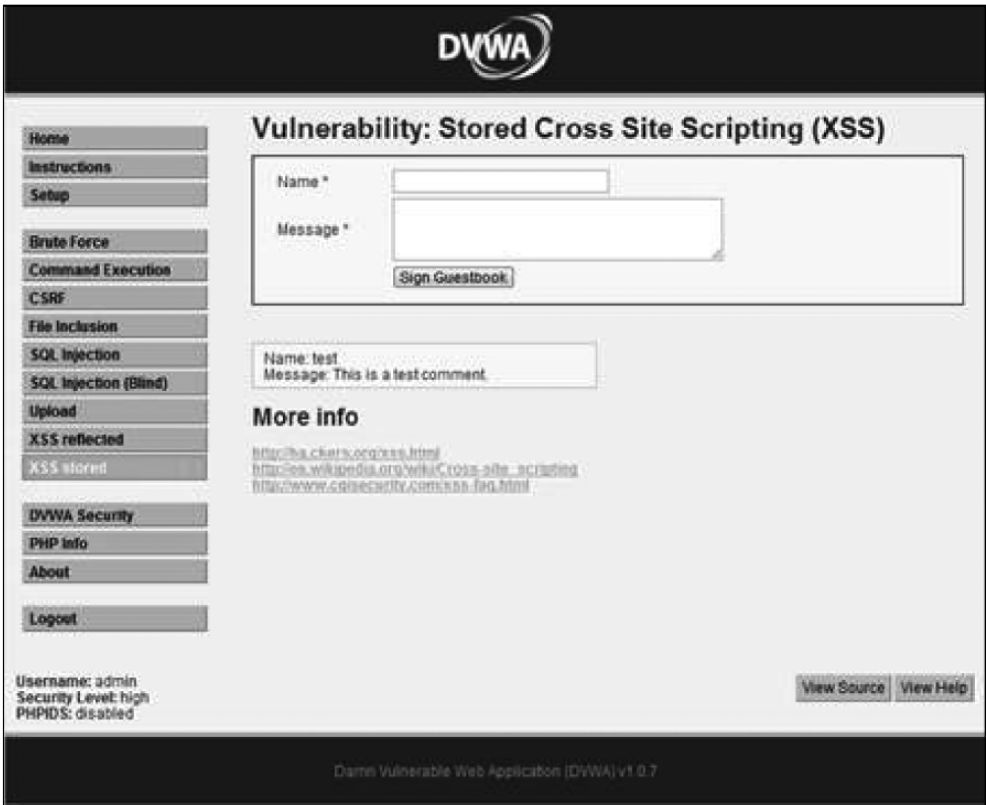 DVWA
Home
Instructions
Setup
Brute Force
Command Execution
CSRF
File Inclusion
SQL Injection
SQL Injection (Blind)
Upload
XSS reflected
XSS stored
DVWA Security
PHP Info
About
Logout
Vulnerability: Stored Cross Site Scripting (XSS)
Name *
Message *
Sign Guestbook
Name: test
Message: This is a test comment.
More info
http://ha.ckers.org/xss.html
http://en.wikipedia.org/wiki/Cross-site_scripting
http://www.cgisecurity.com/xss-faq.html
Username: admin
Security Level: high
PHPIDS: disabled
View Source
View Help
Damn Vulnerable Web Application (DVWA) v1.0.7